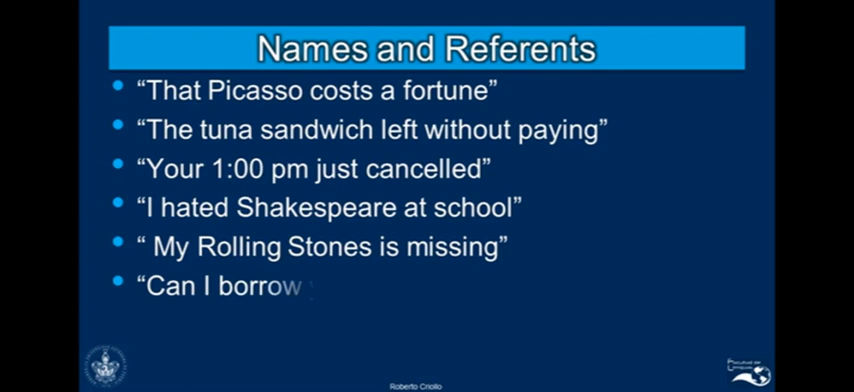 Names and Referents
“That Picasso costs a fortune”
“The tuna sandwich left without paying”
“Your 1:00 pm just cancelled”
“I hated Shakespeare at school”
“ My Rolling Stones is missing”
“Can I borrow
Roberto Criollo